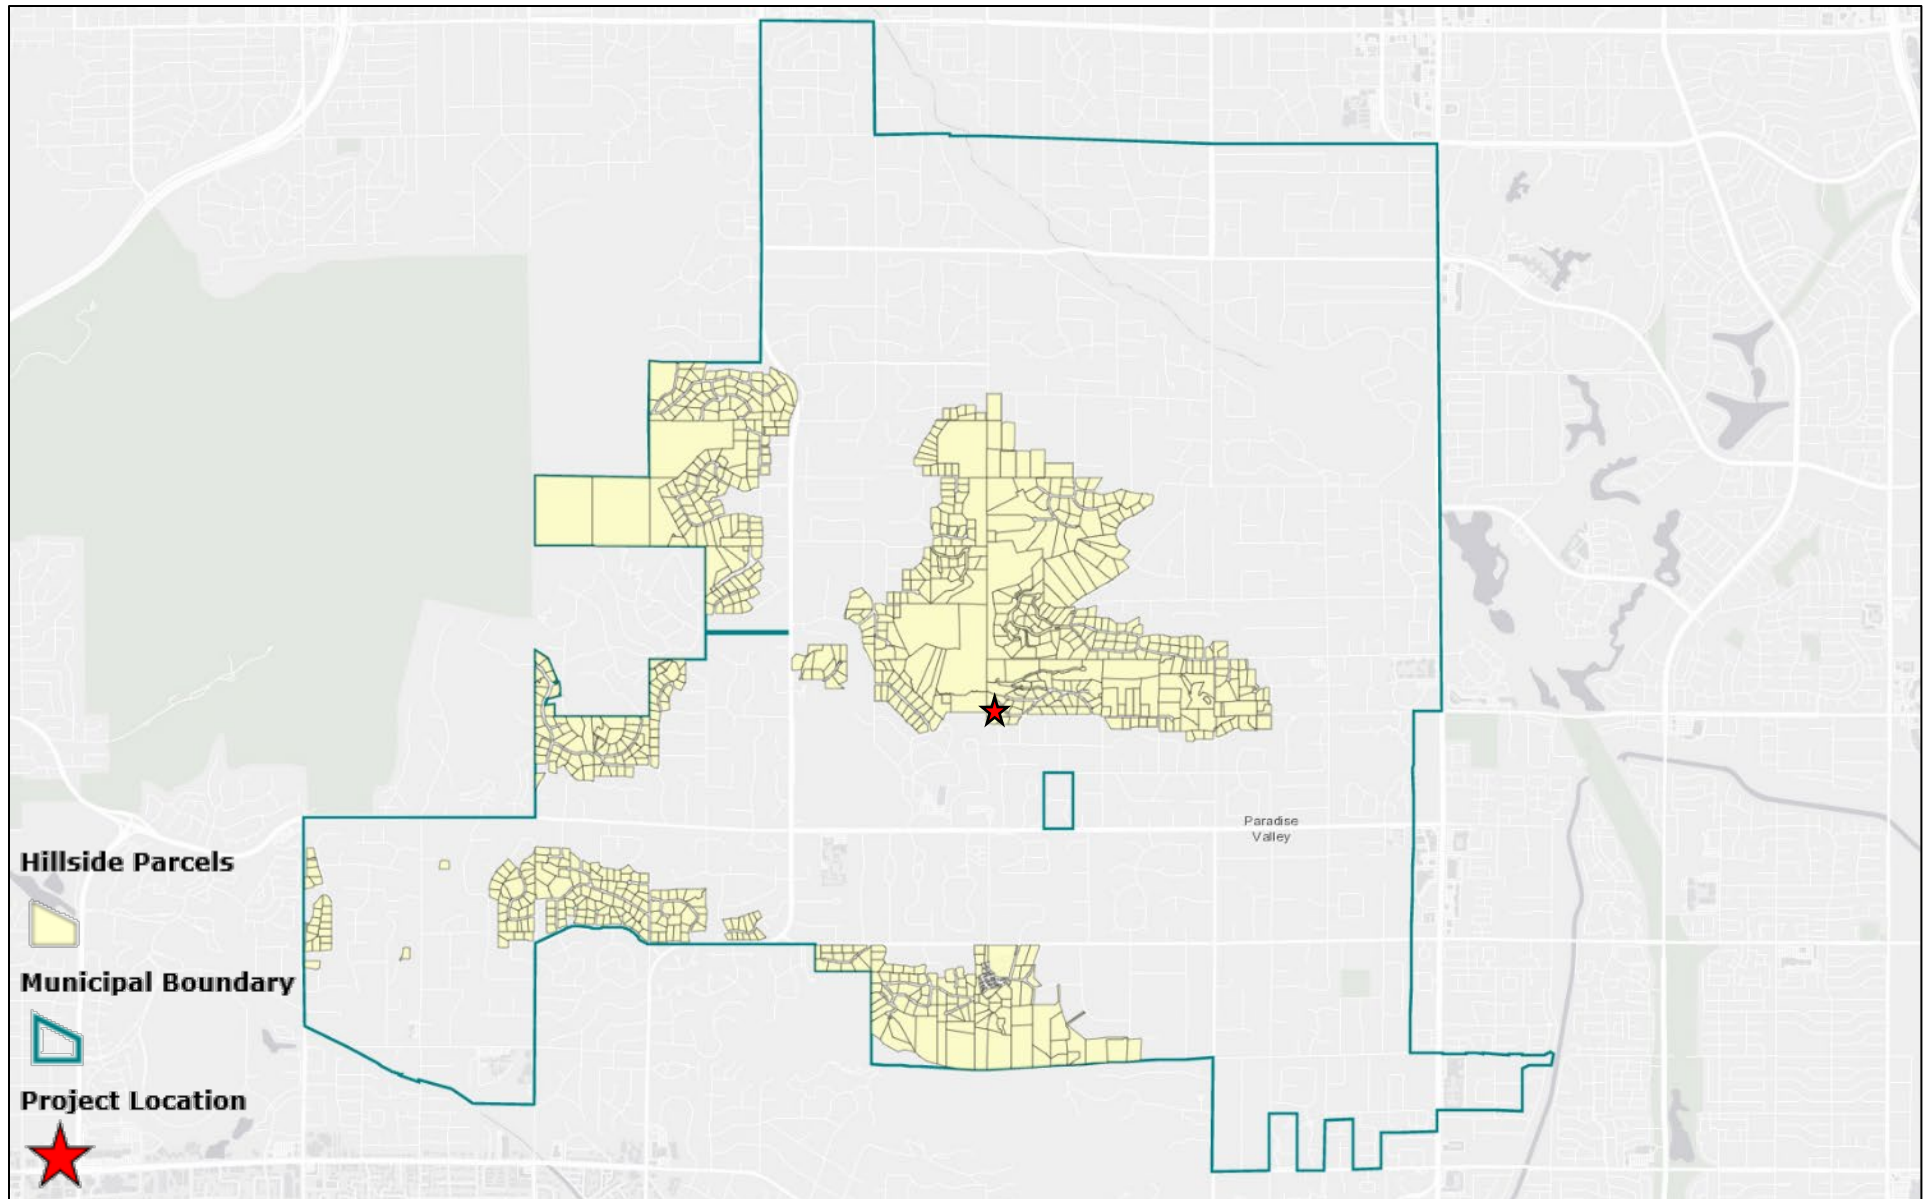 Paradise
Valley
Hillside Parcels
Municipal Boundary
Project Location